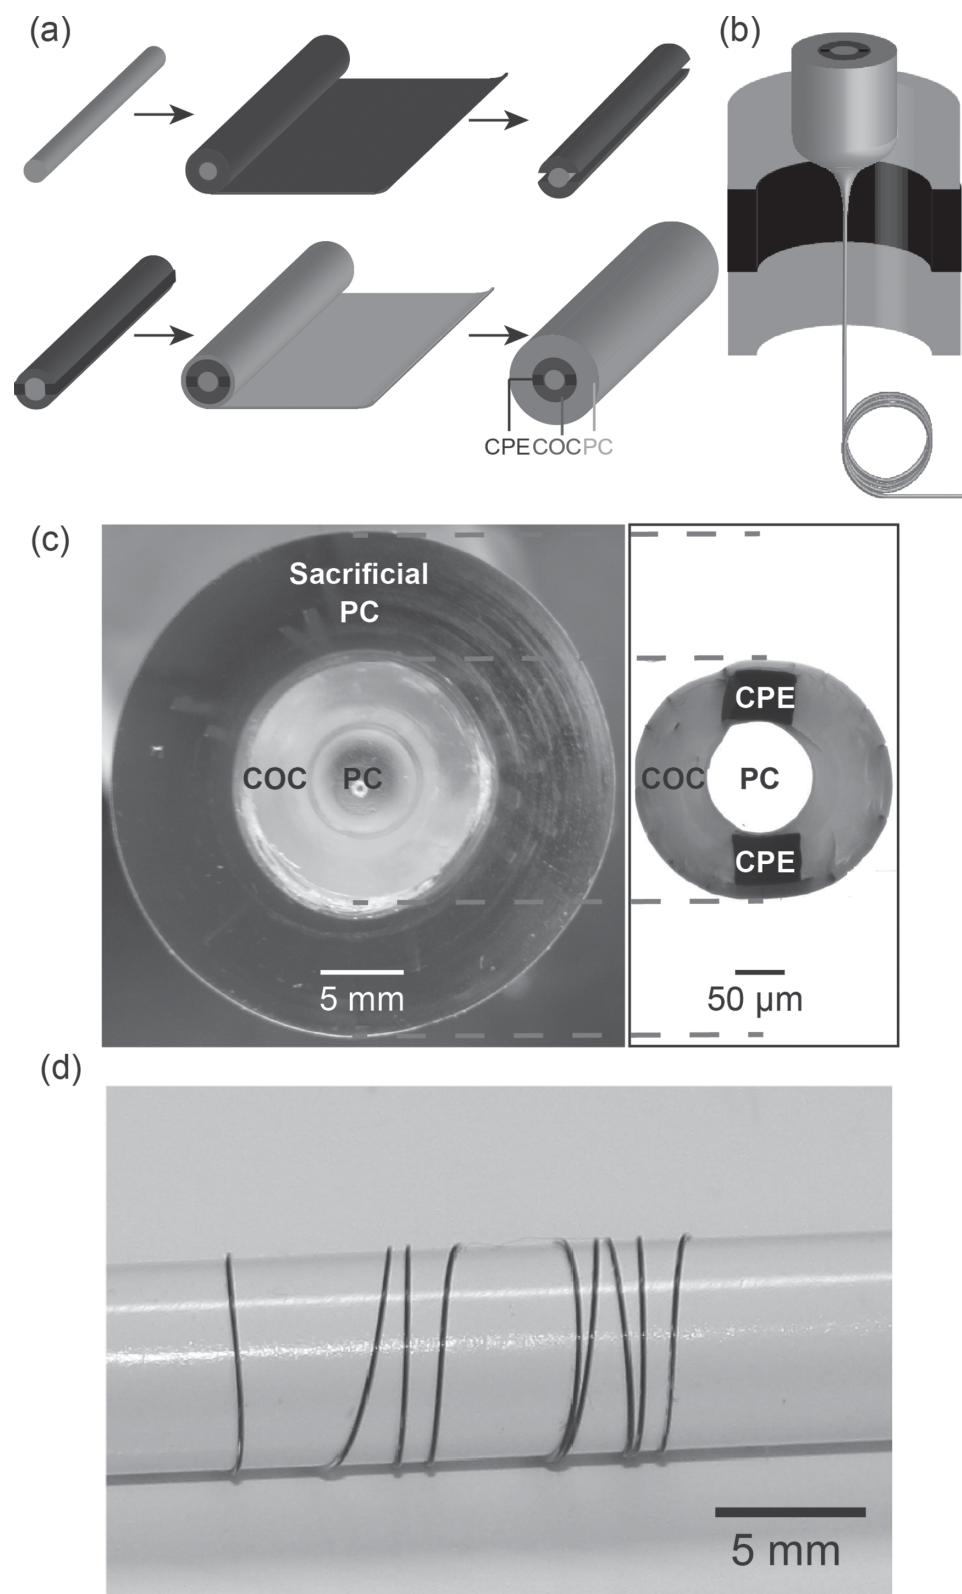 (a)
(b)
CPE COC PC
(c)
Sacrificial
PC
COC PC
5 mm
CPE
COC PC
CPE
50 µm
(d)
5 mm